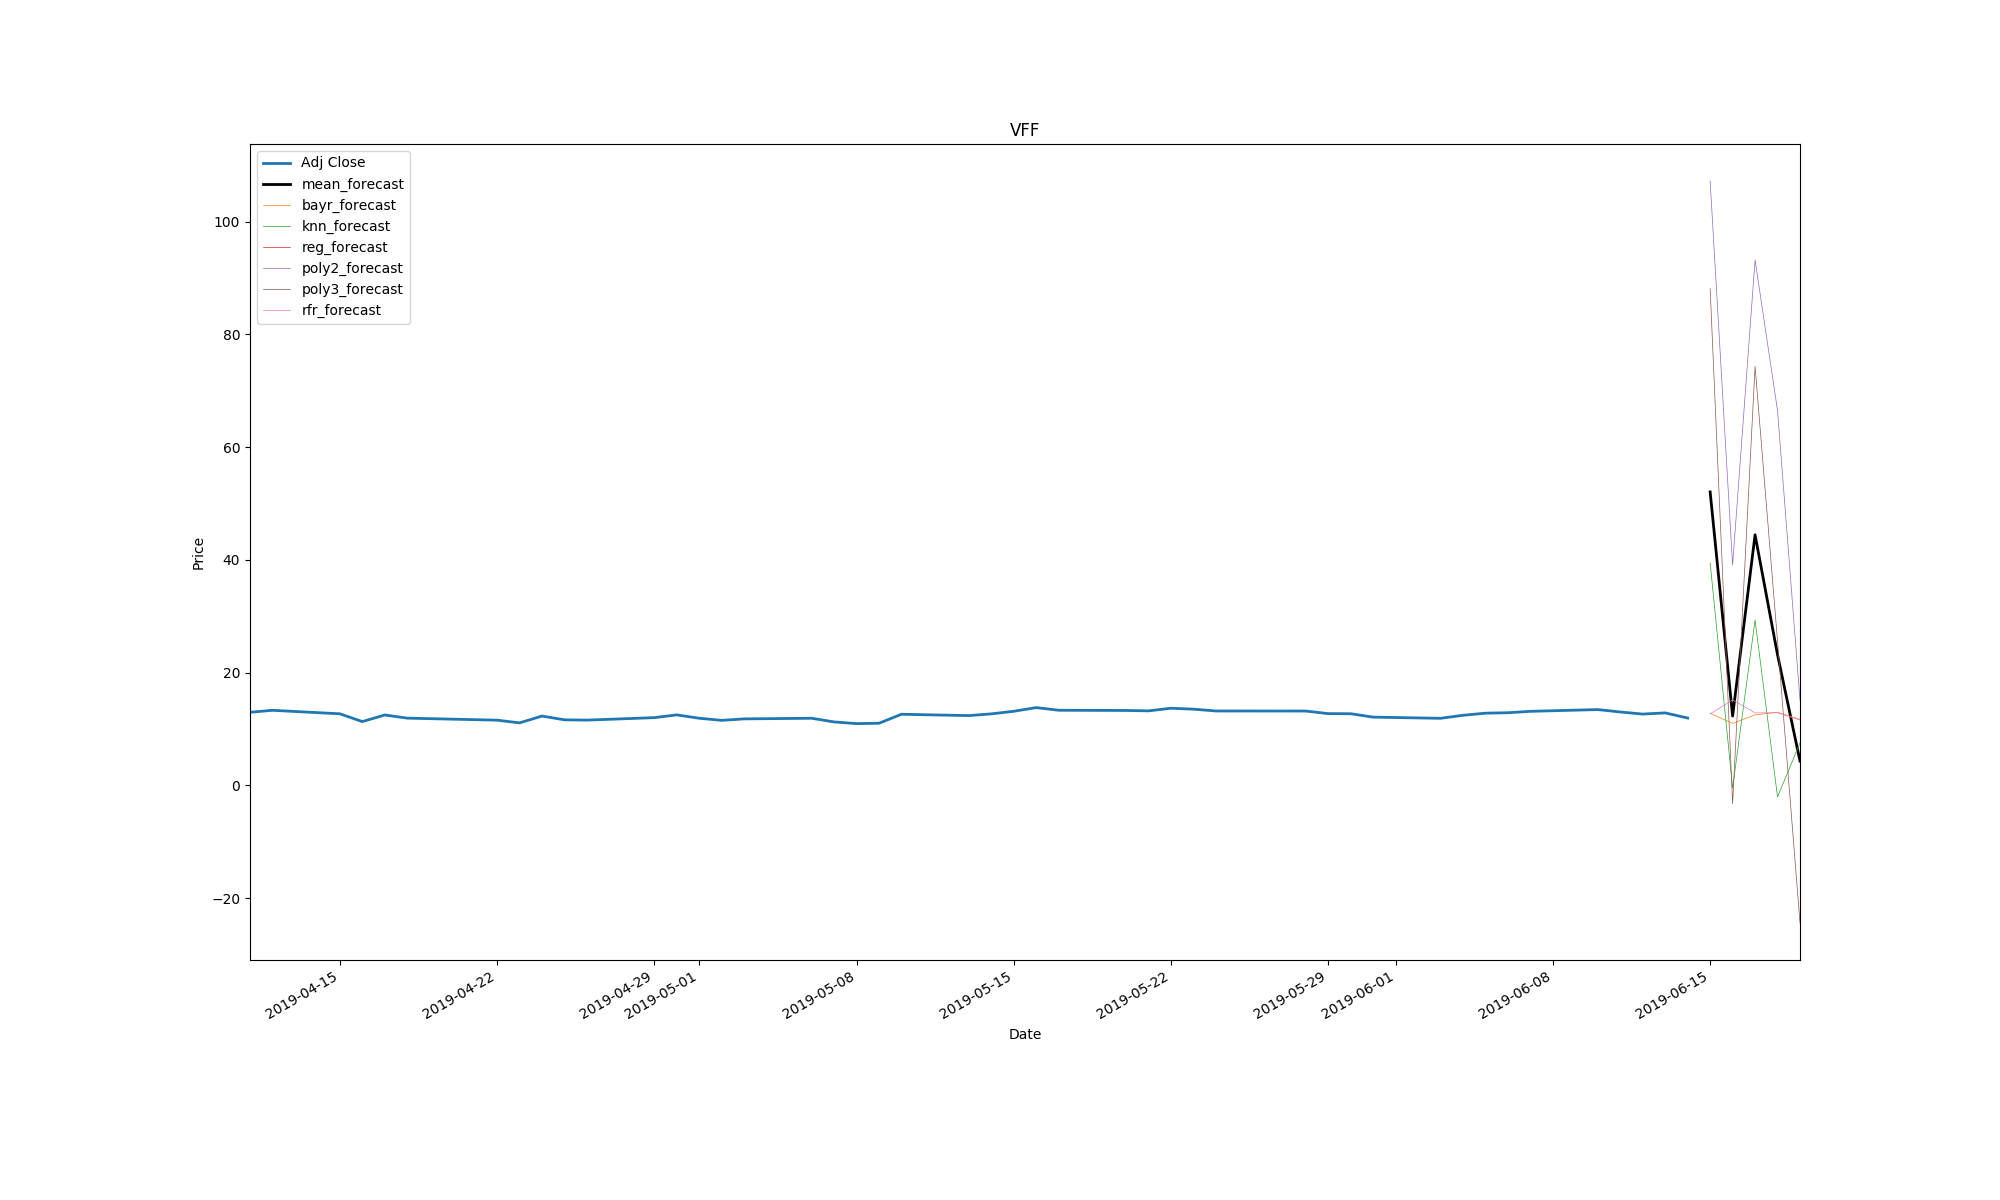 VFF
Adj Close
mean_forecast
bayr_forecast
knn_forecast
reg_forecast
poly2_forecast
poly3_forecast
rfr_forecast
100
80
60
40
20
0
−20
Price
2019-04-15
2019-04-22
2019-04-29
2019-05-01
2019-05-08
2019-05-15
2019-05-22
2019-05-29
2019-06-01
2019-06-08
2019-06-15
Date